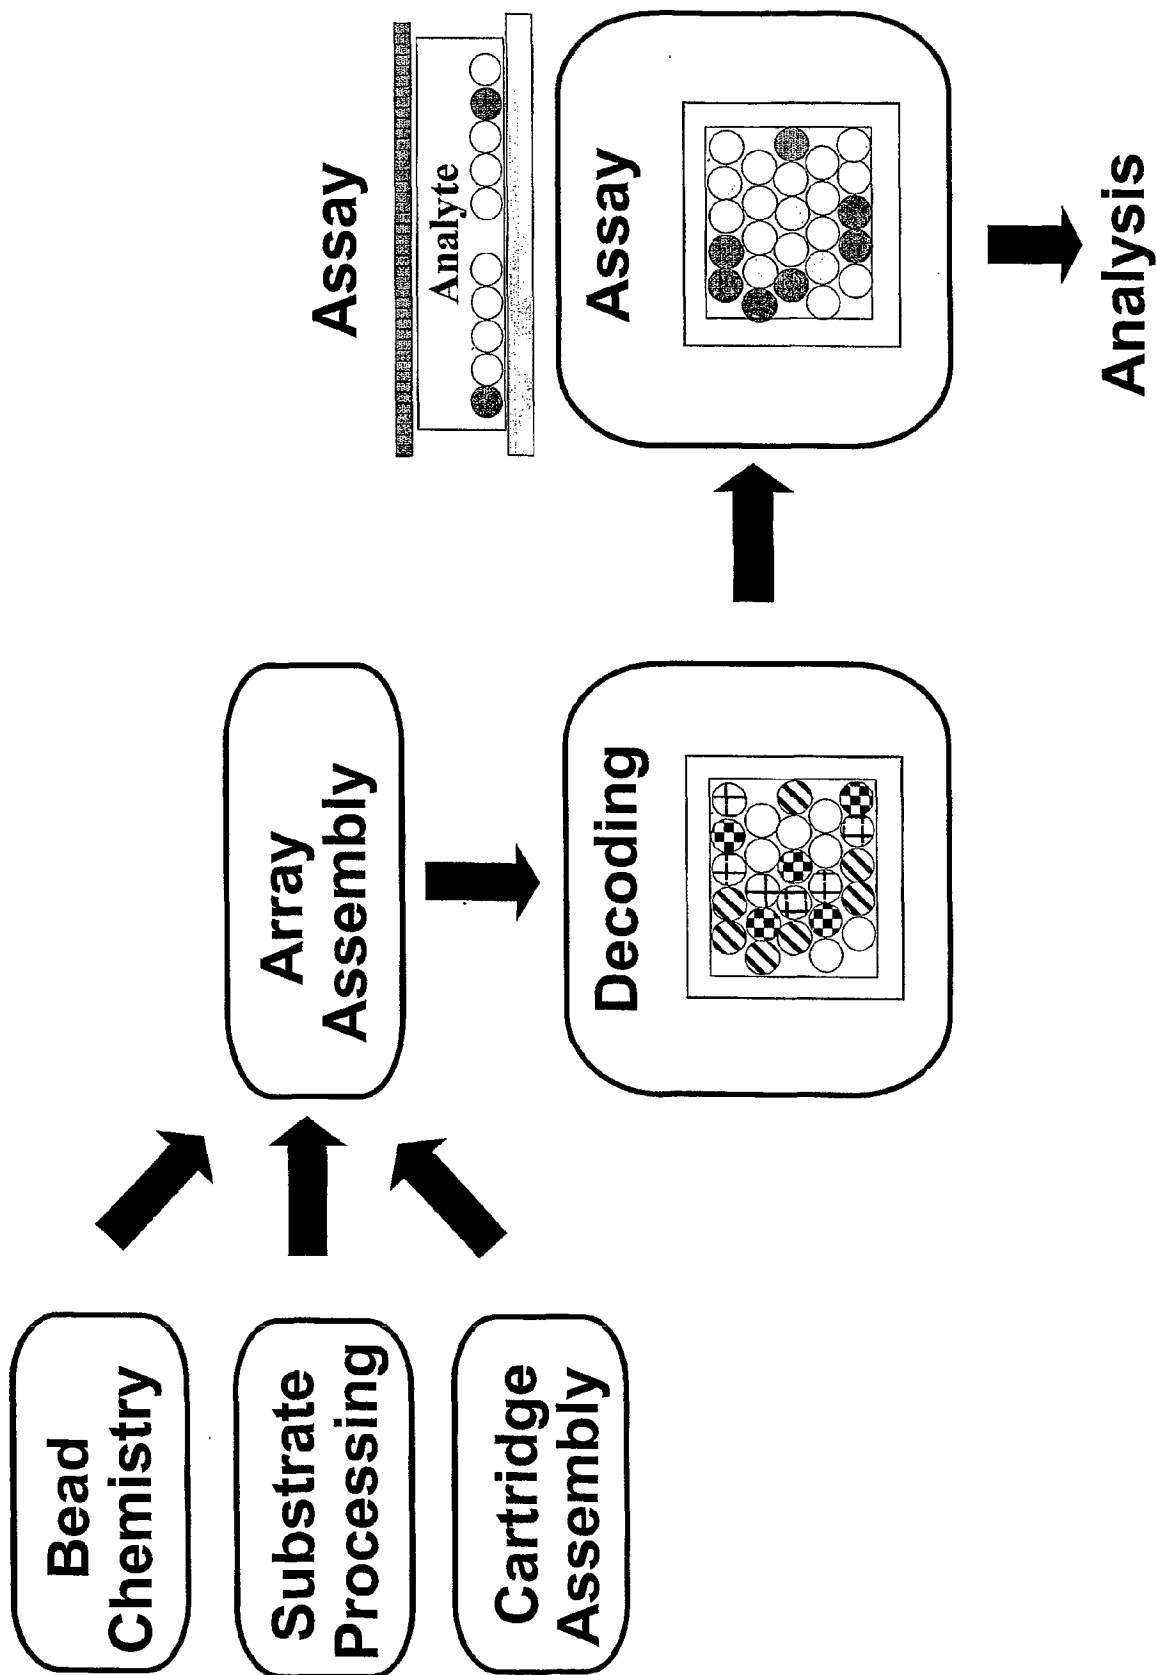 Bead
Chemistry
Substrate
Processing
Cartridge
Assembly
Array
Assembly
Decoding
Assay
Analyte
Assay
Analysis